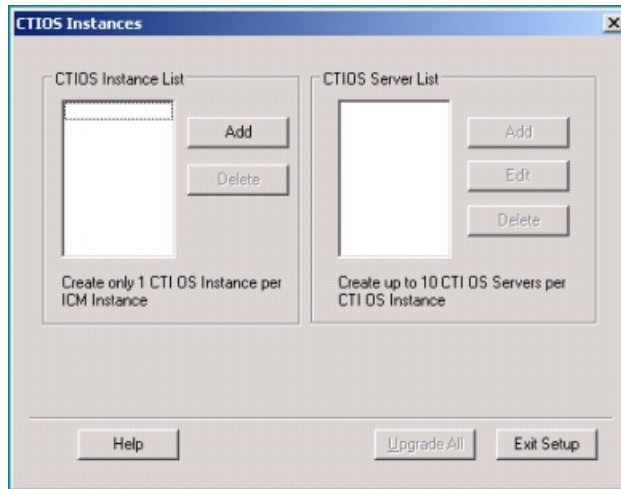 CTIOS Instances
CTIOS Instance List
Add
Delete
Create only 1 CTI OS Instance per
ICM Instance
CTIOS Server List
Add
Edit
Delete
Create up to 10 CTI OS Servers per
CTI OS Instance
Help
Upgrade All
Exit Setup